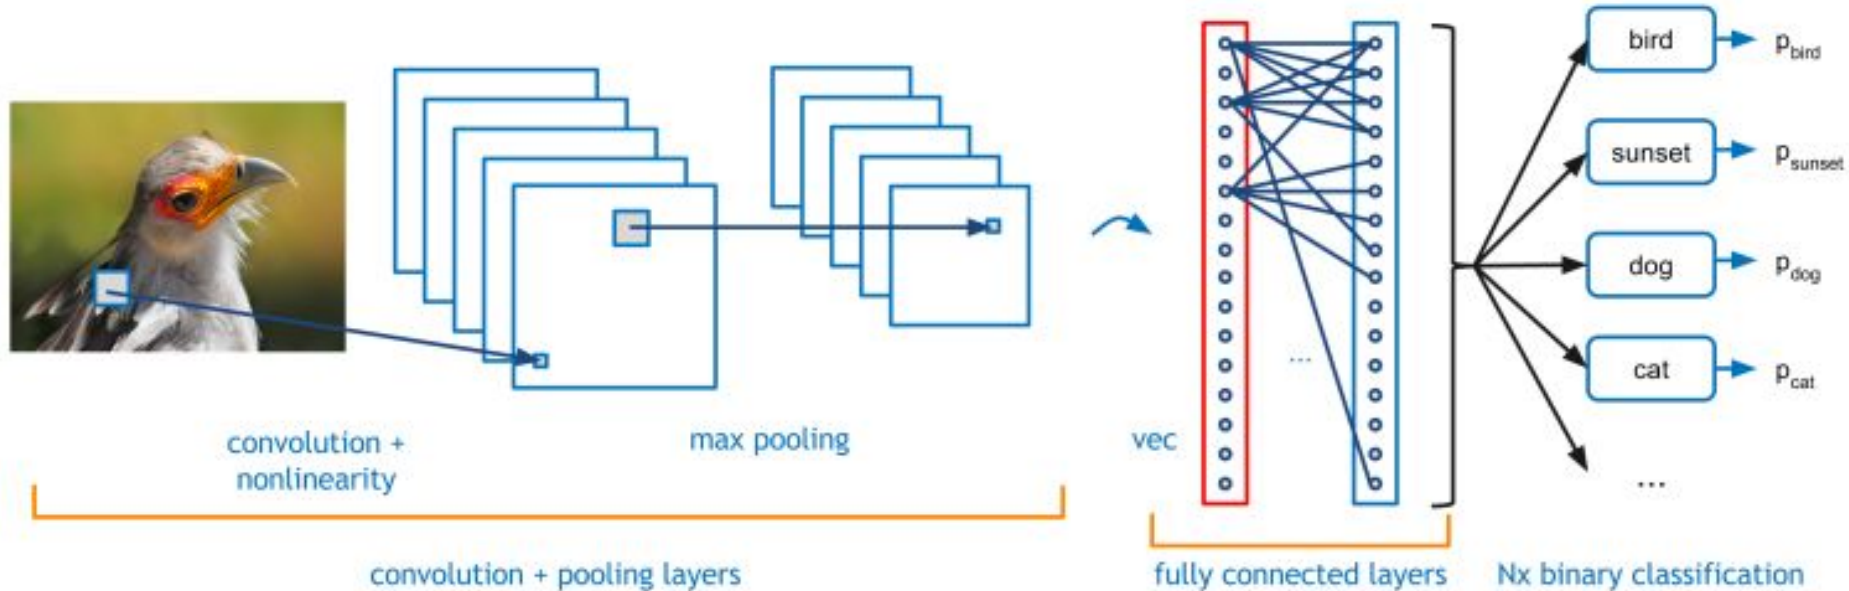 bird
p_bird
sunset
p_sunset
dog
p_dog
cat
p_cat
...
...
convolution +
nonlinearity
max pooling
vec
convolution + pooling layers
fully connected layers
Nx binary classification